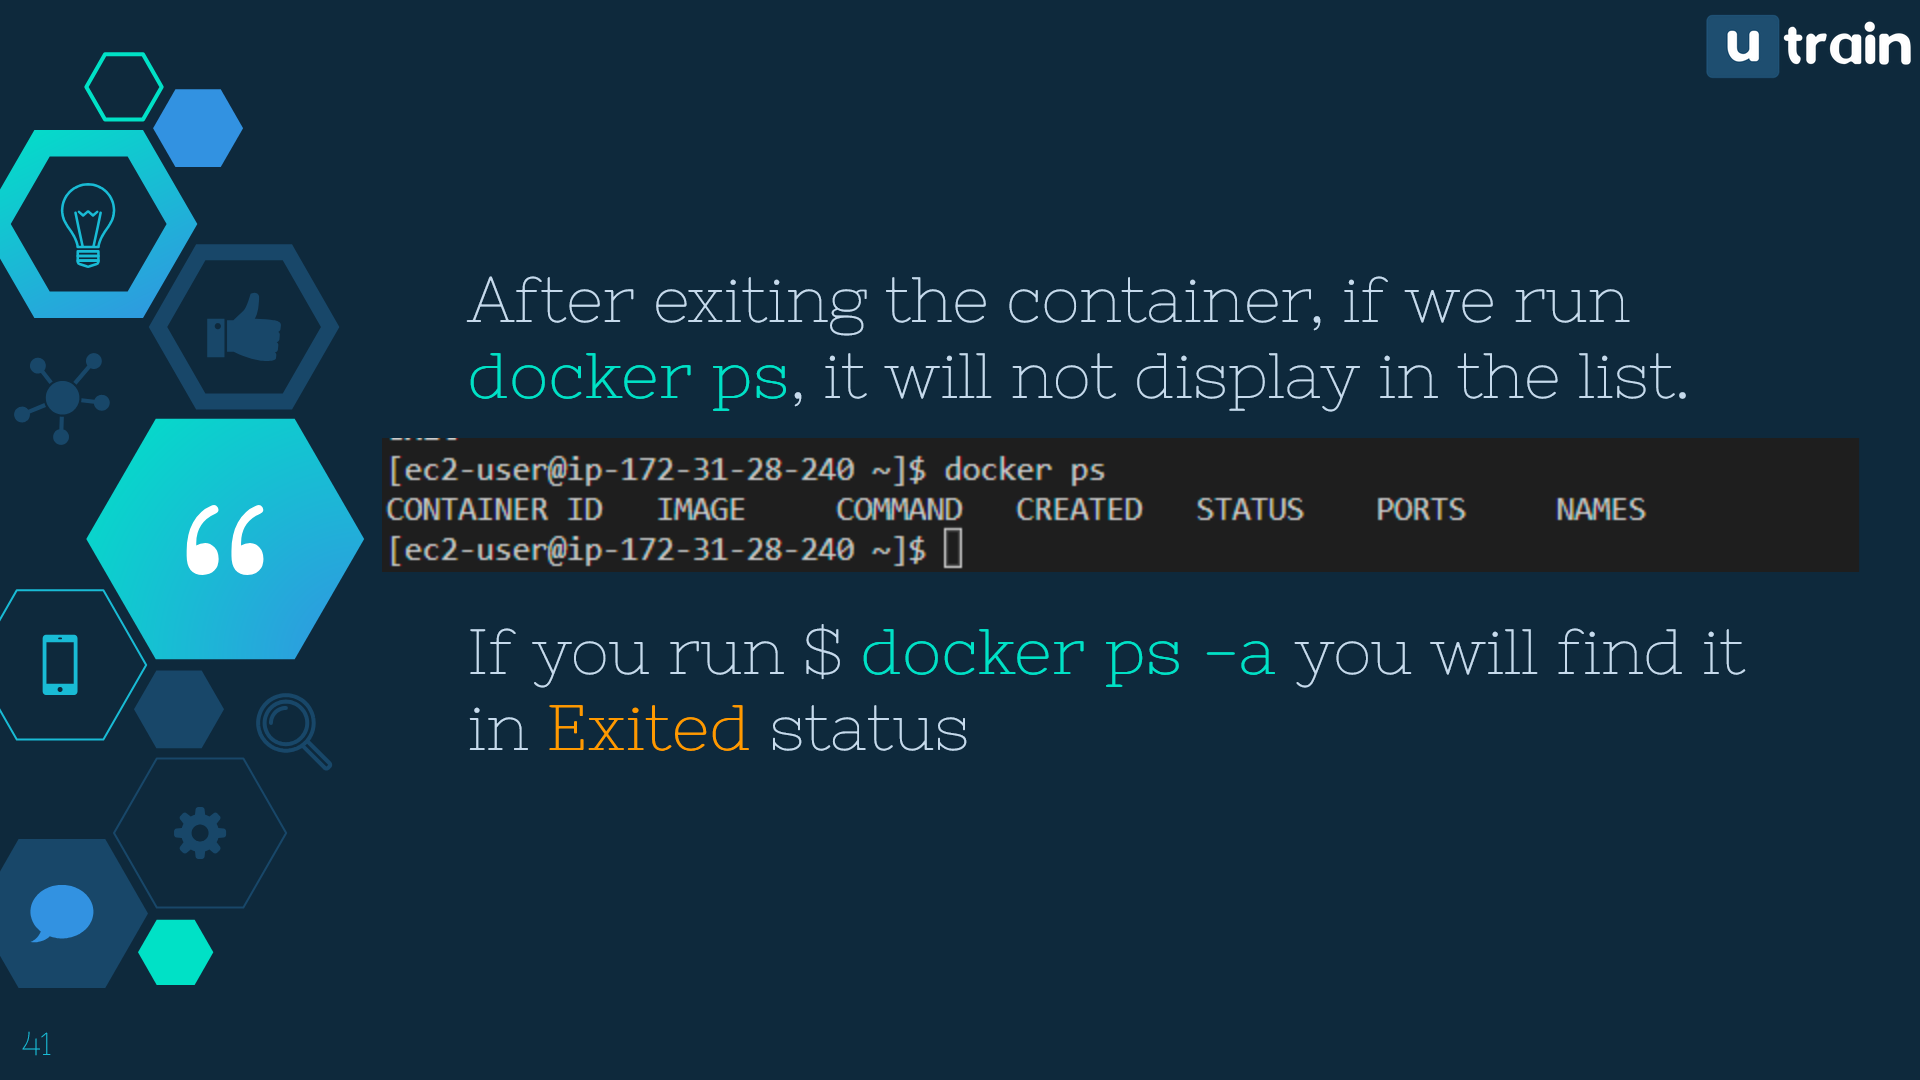 u train
After exiting the container, if we run
docker ps, it will not display in the list.
[ec2-user@ip-172-31-28-240 ~]$ docker ps
CONTAINER ID   IMAGE     COMMAND   CREATED   STATUS    PORTS     NAMES
[ec2-user@ip-172-31-28-240 ~]$
If you run $ docker ps –a you will find it
in Exited status
41